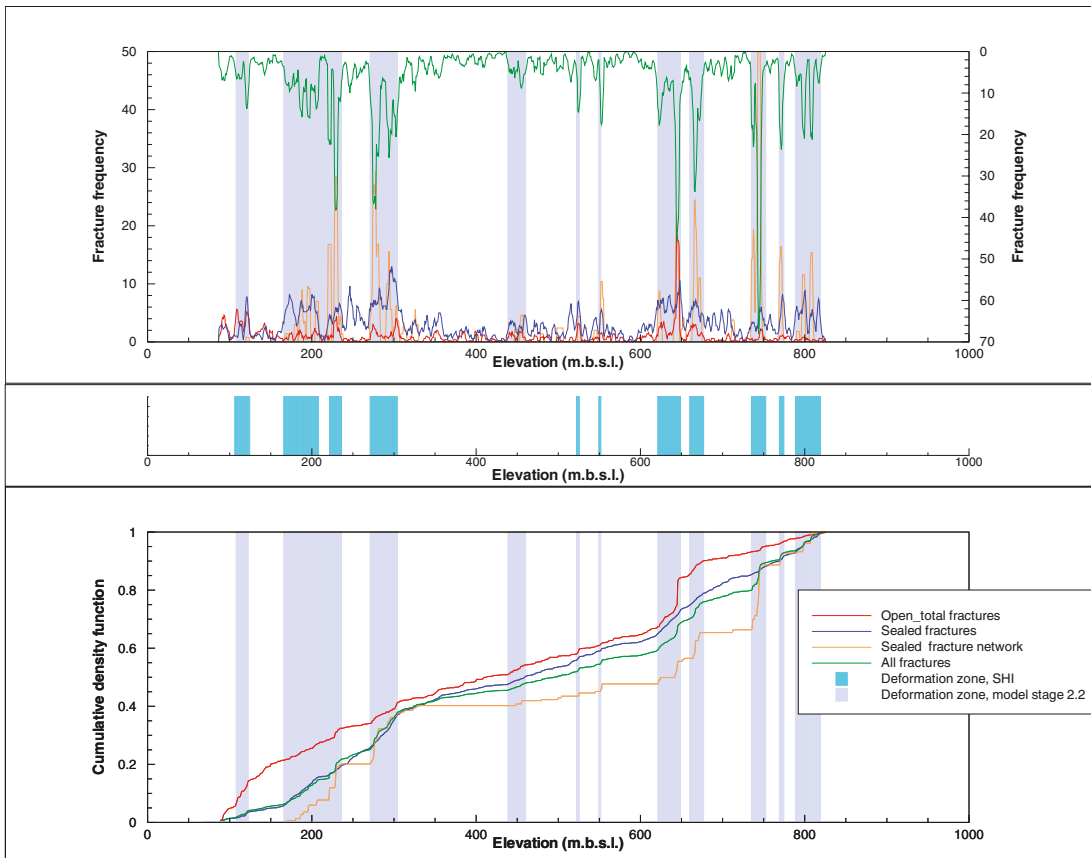 50
40
30
20
10
0
Fracture frequency
0
10
20
30
40
50
60
70
Fracture frequency
0 200 400 600 800 1000
Elevation (m.b.s.l.)
0 200 400 600 800 1000
Elevation (m.b.s.l.)
1
0.8
0.6
0.4
0.2
0
Cumulative density function
0 200 400 600 800 1000
Elevation (m.b.s.l.)
Open_total fractures
Sealed fractures
Sealed fracture network
All fractures
Deformation zone, SHI
Deformation zone, model stage 2.2